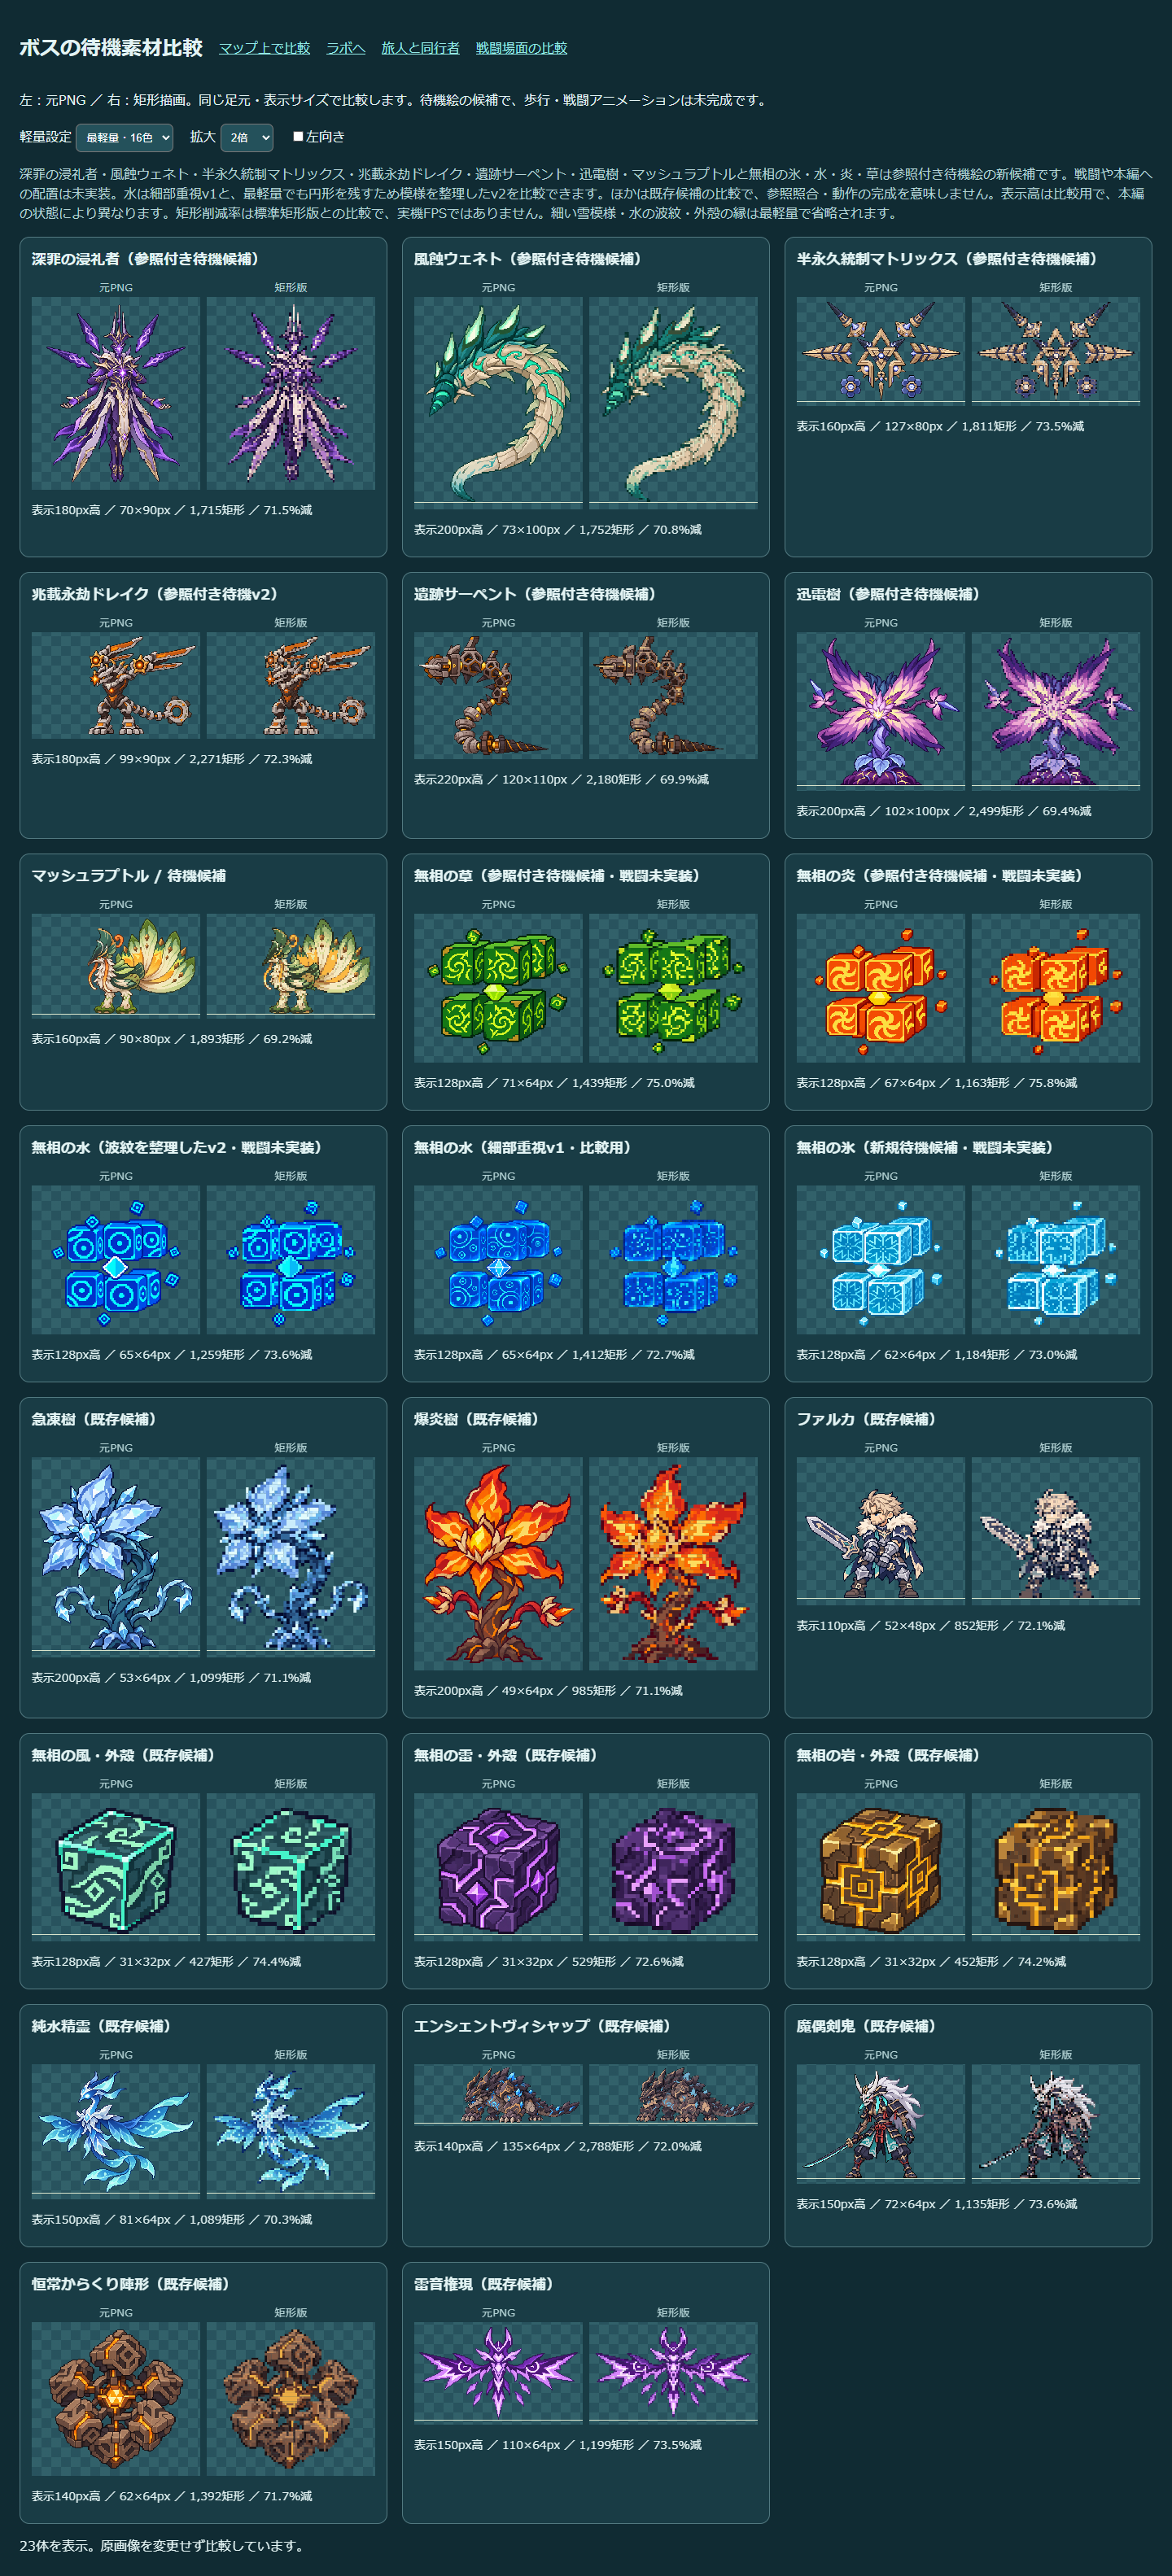 ボスの待機素材比較 マップ上で比較 ラボへ 旅人と同行者 戦闘場面の比較
左：元PNG ／ 右：矩形描画。同じ足元・表示サイズで比較します。待機絵の候補で、歩行・戦闘アニメーションは未完成です。
軽量設定 最軽量・16色 拡大 2倍 左向き
深罪の浸礼者・風蝕ウェネト・半永久統制マトリックス・兆載永劫ドレイク・遺跡サーペント・迅電樹・マッシュラプトルと無相の氷・水・炎・草は参照付き待機絵の新候補です。戦闘や本編へ
の配置は未実装。水は細部重視v1と、最軽量でも円形を残すため模様を整理したv2を比較できます。ほかは既存候補の比較で、参照照合・動作の完成を意味しません。表示高は比較用で、本編
の状態により異なります。矩形削減率は標準矩形版との比較で、実機FPSではありません。細い雪模様・水の波紋・外殻の縁は最軽量で省略されます。
深罪の浸礼者（参照付き待機候補）
元PNG 矩形版
表示180px高 ／ 70×90px ／ 1,715矩形 ／ 71.5%減
風蝕ウェネト（参照付き待機候補）
元PNG 矩形版
表示200px高 ／ 73×100px ／ 1,752矩形 ／ 70.8%減
半永久統制マトリックス（参照付き待機候補）
元PNG 矩形版
表示160px高 ／ 127×80px ／ 1,811矩形 ／ 73.5%減
兆載永劫ドレイク（参照付き待機v2）
元PNG 矩形版
表示180px高 ／ 99×90px ／ 2,271矩形 ／ 72.3%減
遺跡サーペント（参照付き待機候補）
元PNG 矩形版
表示220px高 ／ 120×110px ／ 2,180矩形 ／ 69.9%減
迅電樹（参照付き待機候補）
元PNG 矩形版
表示200px高 ／ 102×100px ／ 2,499矩形 ／ 69.4%減
マッシュラプトル / 待機候補
元PNG 矩形版
表示160px高 ／ 90×80px ／ 1,893矩形 ／ 69.2%減
無相の草（参照付き待機候補・戦闘未実装）
元PNG 矩形版
表示128px高 ／ 71×64px ／ 1,439矩形 ／ 75.0%減
無相の炎（参照付き待機候補・戦闘未実装）
元PNG 矩形版
表示128px高 ／ 67×64px ／ 1,163矩形 ／ 75.8%減
無相の水（波紋を整理したv2・戦闘未実装）
元PNG 矩形版
表示128px高 ／ 65×64px ／ 1,259矩形 ／ 73.6%減
無相の水（細部重視v1・比較用）
元PNG 矩形版
表示128px高 ／ 65×64px ／ 1,412矩形 ／ 72.7%減
無相の氷（新規待機候補・戦闘未実装）
元PNG 矩形版
表示128px高 ／ 62×64px ／ 1,184矩形 ／ 73.0%減
急凍樹（既存候補）
元PNG 矩形版
表示200px高 ／ 53×64px ／ 1,099矩形 ／ 71.1%減
爆炎樹（既存候補）
元PNG 矩形版
表示200px高 ／ 49×64px ／ 985矩形 ／ 71.1%減
ファルカ（既存候補）
元PNG 矩形版
表示110px高 ／ 52×48px ／ 852矩形 ／ 72.1%減
無相の風・外殻（既存候補）
元PNG 矩形版
表示128px高 ／ 31×32px ／ 427矩形 ／ 74.4%減
無相の雷・外殻（既存候補）
元PNG 矩形版
表示128px高 ／ 31×32px ／ 529矩形 ／ 72.6%減
無相の岩・外殻（既存候補）
元PNG 矩形版
表示128px高 ／ 31×32px ／ 452矩形 ／ 74.2%減
純水精霊（既存候補）
元PNG 矩形版
表示150px高 ／ 81×64px ／ 1,089矩形 ／ 70.3%減
エンシェントヴィシャップ（既存候補）
元PNG 矩形版
表示140px高 ／ 135×64px ／ 2,788矩形 ／ 72.0%減
魔偶剣鬼（既存候補）
元PNG 矩形版
表示150px高 ／ 72×64px ／ 1,135矩形 ／ 73.6%減
恒常からくり陣形（既存候補）
元PNG 矩形版
表示140px高 ／ 62×64px ／ 1,392矩形 ／ 71.7%減
雷音権現（既存候補）
元PNG 矩形版
表示150px高 ／ 110×64px ／ 1,199矩形 ／ 73.5%減
23体を表示。原画像を変更せず比較しています。